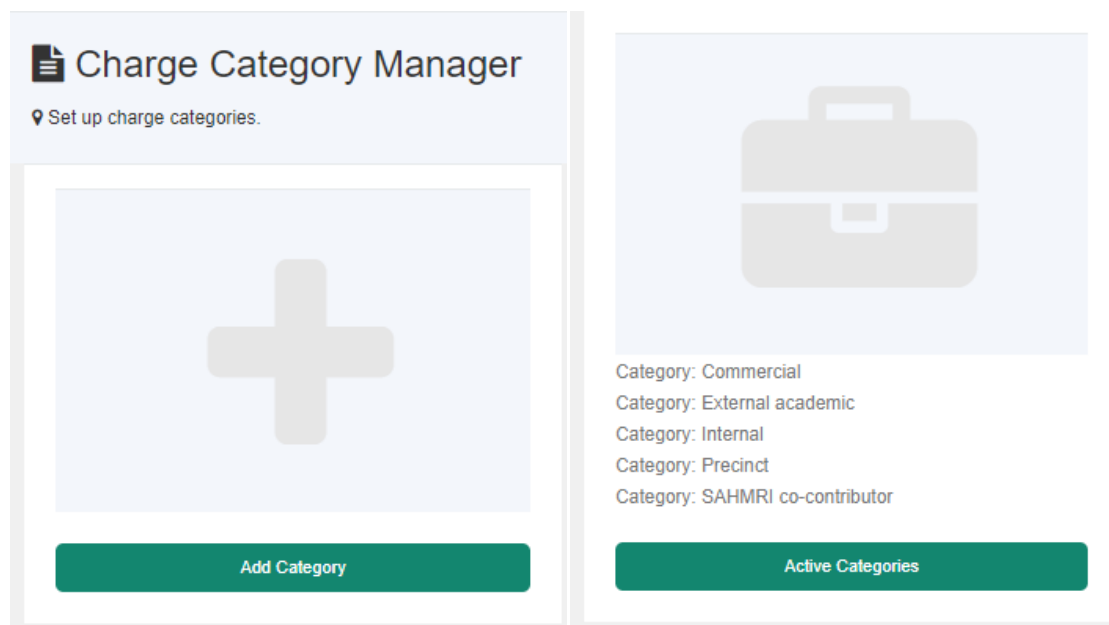 Charge Category Manager
Set up charge categories.
Add Category
Category: Commercial
Category: External academic
Category: Internal
Category: Precinct
Category: SAHMRI co-contributor
Active Categories